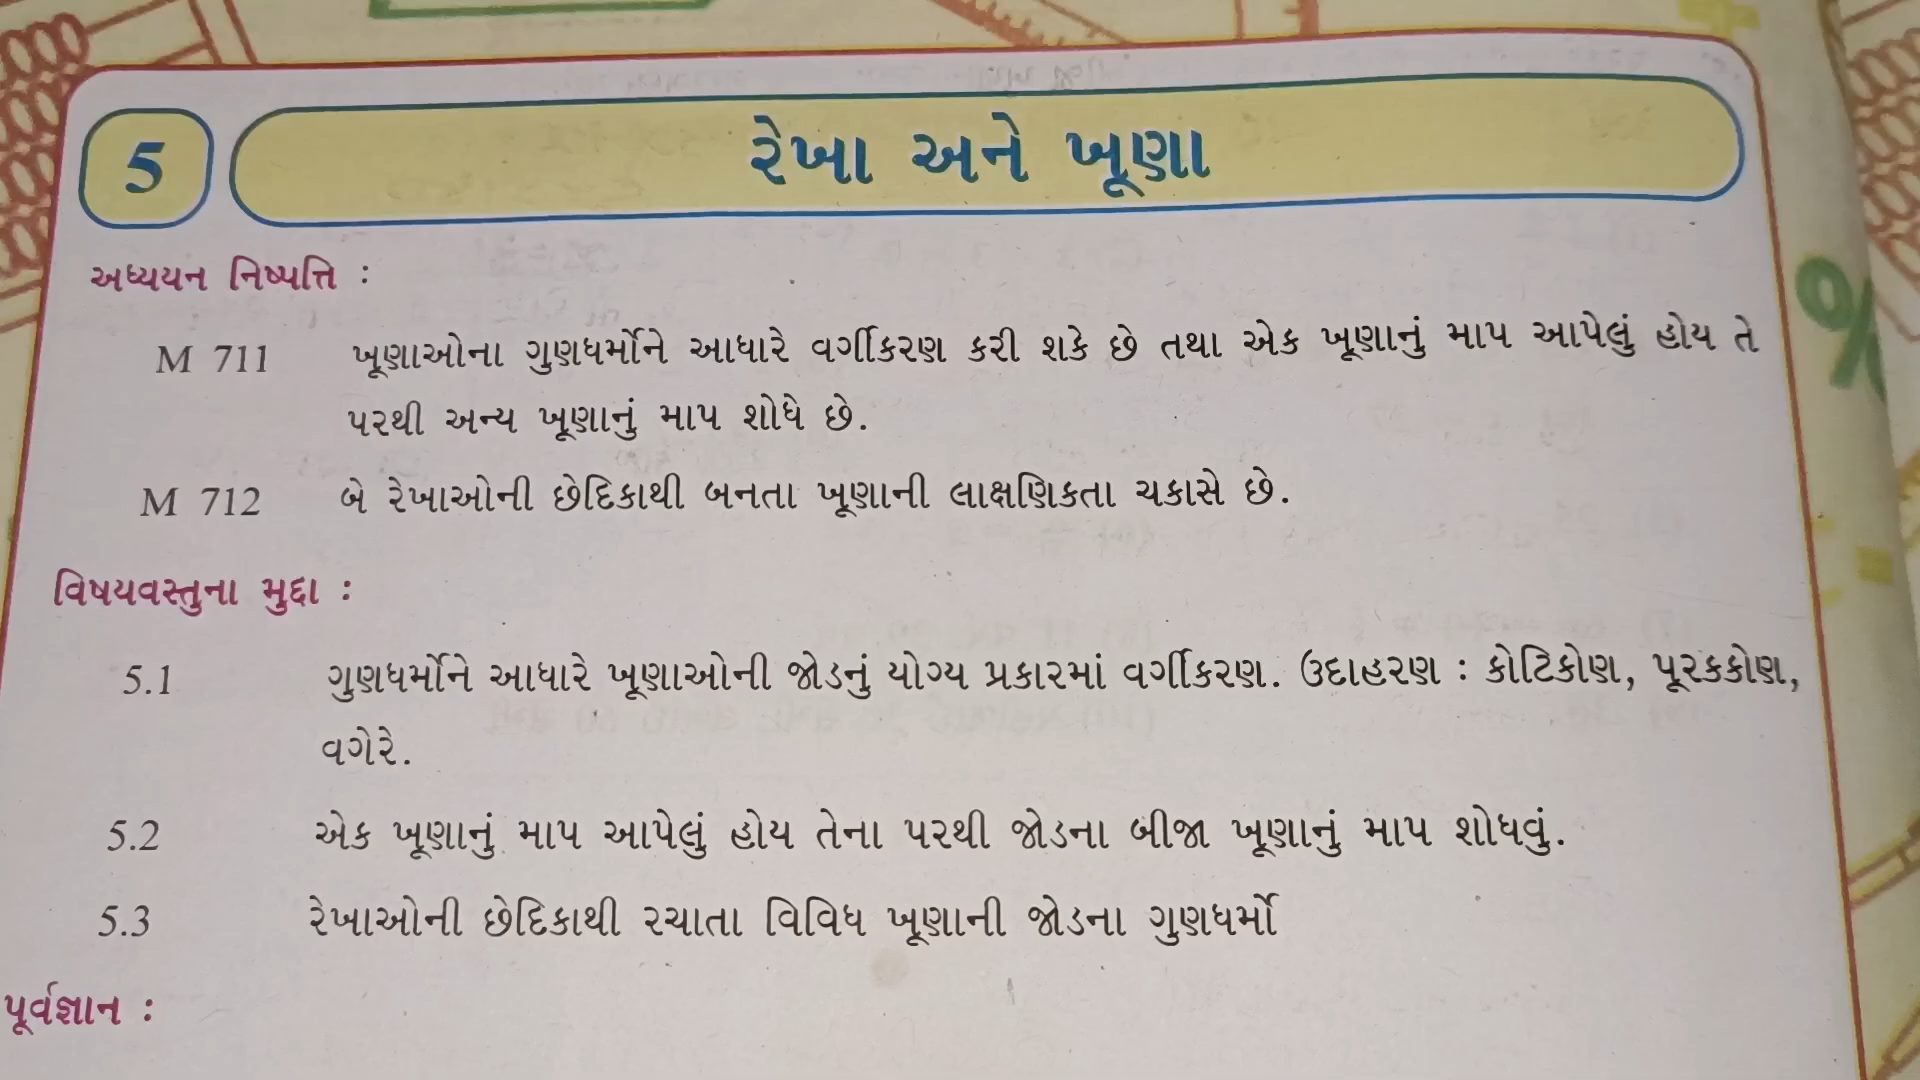 5 રેખા અને ખૂણા
અધ્યયન નિષ્પત્તિ :
M 711 ખૂણાઓના ગુણધર્મોને આધારે વર્ગીકરણ કરી શકે છે તથા એક ખૂણાનું માપ આપેલું હોય તે
પરથી અન્ય ખૂણાનું માપ શોધે છે.
M 712 બે રેખાઓની છેદિકાથી બનતા ખૂણાની લાક્ષણિકતા ચકાસે છે.
વિષયવસ્તુના મુદ્દા :
5.1 ગુણધર્મોને આધારે ખૂણાઓની જોડનું યોગ્ય પ્રકારમાં વર્ગીકરણ. ઉદાહરણ : કોટિકોણ, પૂરકકોણ,
વગેરે.
5.2 એક ખૂણાનું માપ આપેલું હોય તેના પરથી જોડના બીજા ખૂણાનું માપ શોધવું.
5.3 રેખાઓની છેદિકાથી રચાતા વિવિધ ખૂણાની જોડના ગુણધર્મો
પૂર્વજ્ઞાન :
%